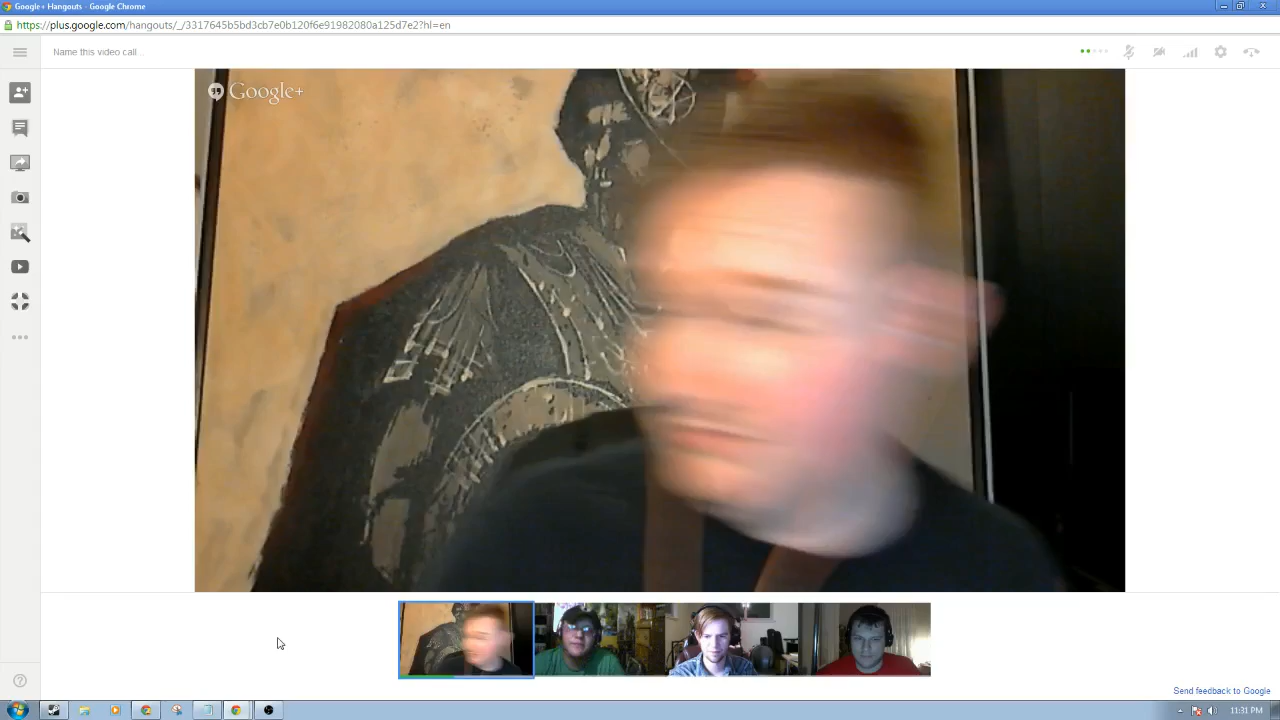 Google+ Hangouts - Google Chrome
https://plus.google.com/hangouts/_/3317645b5bd3cb7e0b120f6e91982080a125d7e2?hl=en
Name this video call...
Google+
Send feedback to Google
11:31 PM